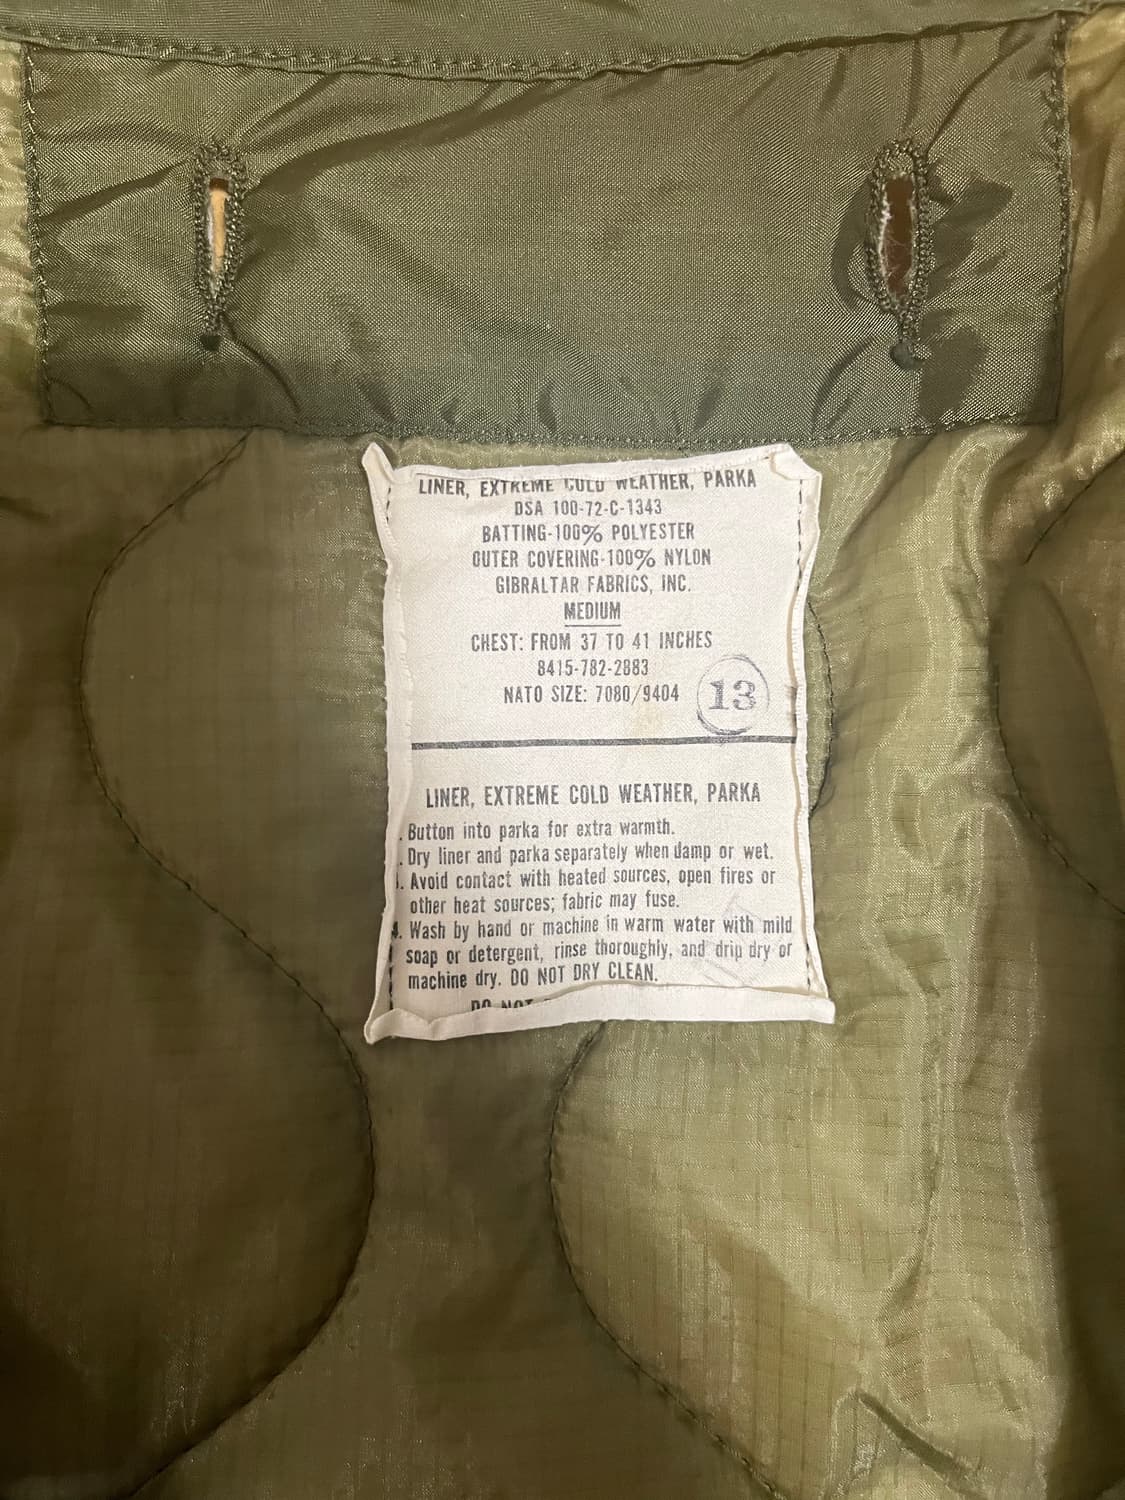 LINER, EXTREME COLD WEATHER, PARKA
DSA 100-72-C-1343
BATTING-100% POLYESTER
OUTER COVERING-100% NYLON
GIBRALTAR FABRICS, INC.
MEDIUM
CHEST: FROM 37 TO 41 INCHES
8415-782-2883
NATO SIZE: 7080/9404
13
LINER, EXTREME COLD WEATHER, PARKA
. Button into parka for extra warmth.
. Dry liner and parka separately when damp or wet.
. Avoid contact with heated sources, open fires or
other heat sources; fabric may fuse.
4. Wash by hand or machine in warm water with mild
soap or detergent, rinse thoroughly, and drip dry or
machine dry. DO NOT DRY CLEAN.
DO NOT